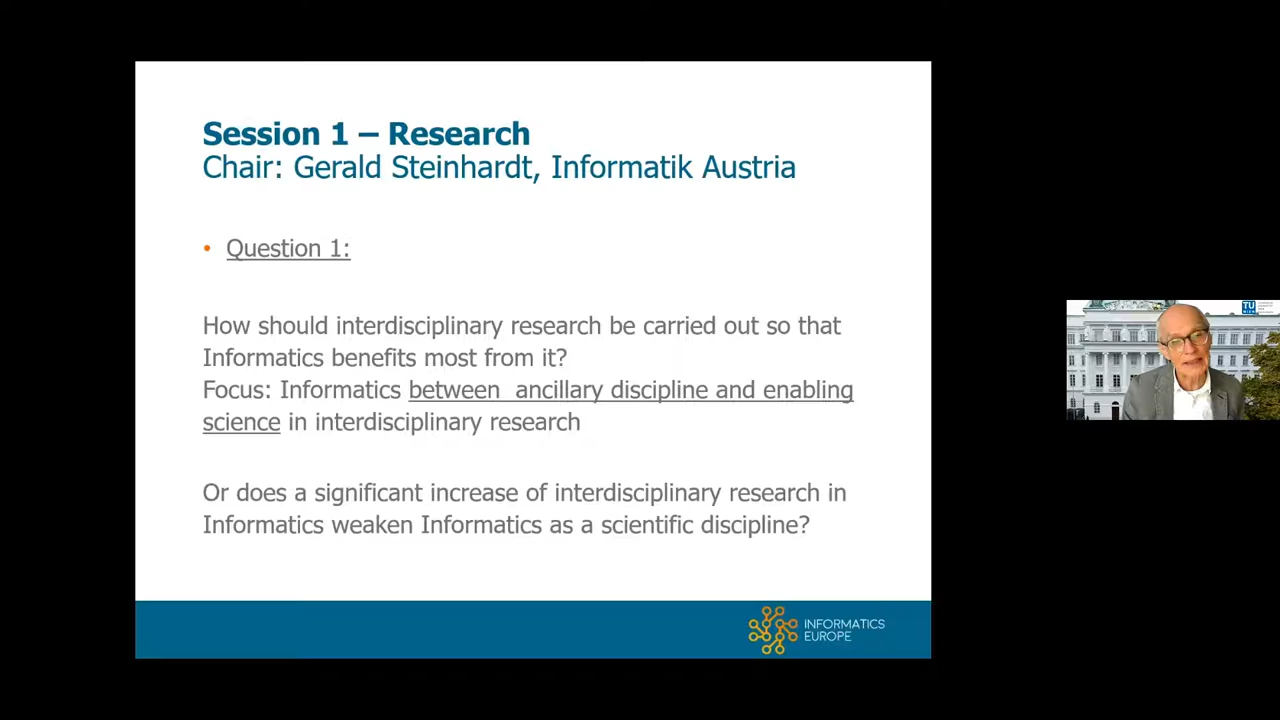 Session 1 – Research
Chair: Gerald Steinhardt, Informatik Austria
• Question 1:
How should interdisciplinary research be carried out so that
Informatics benefits most from it?
Focus: Informatics between  ancillary discipline and enabling
science in interdisciplinary research
Or does a significant increase of interdisciplinary research in
Informatics weaken Informatics as a scientific discipline?
INFORMATICS
EUROPE
TU